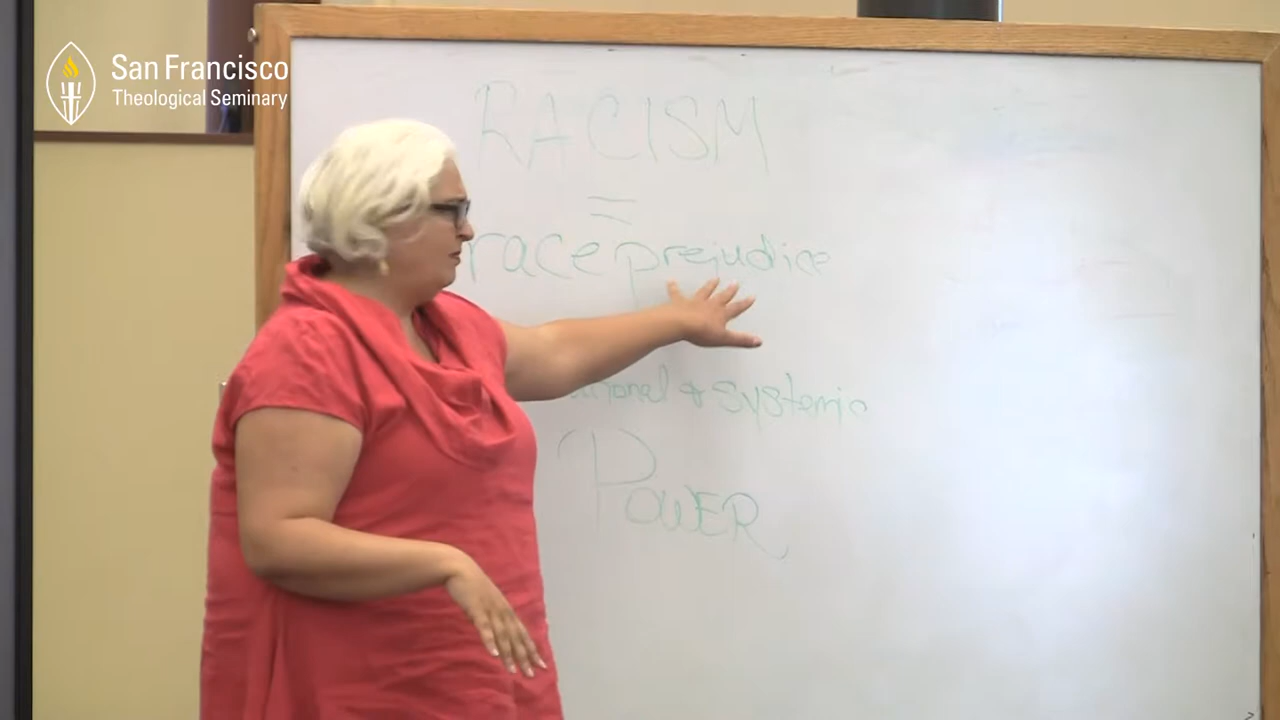 San Francisco
Theological Seminary
RACISM
=
race prejudice
& systemic
POWER